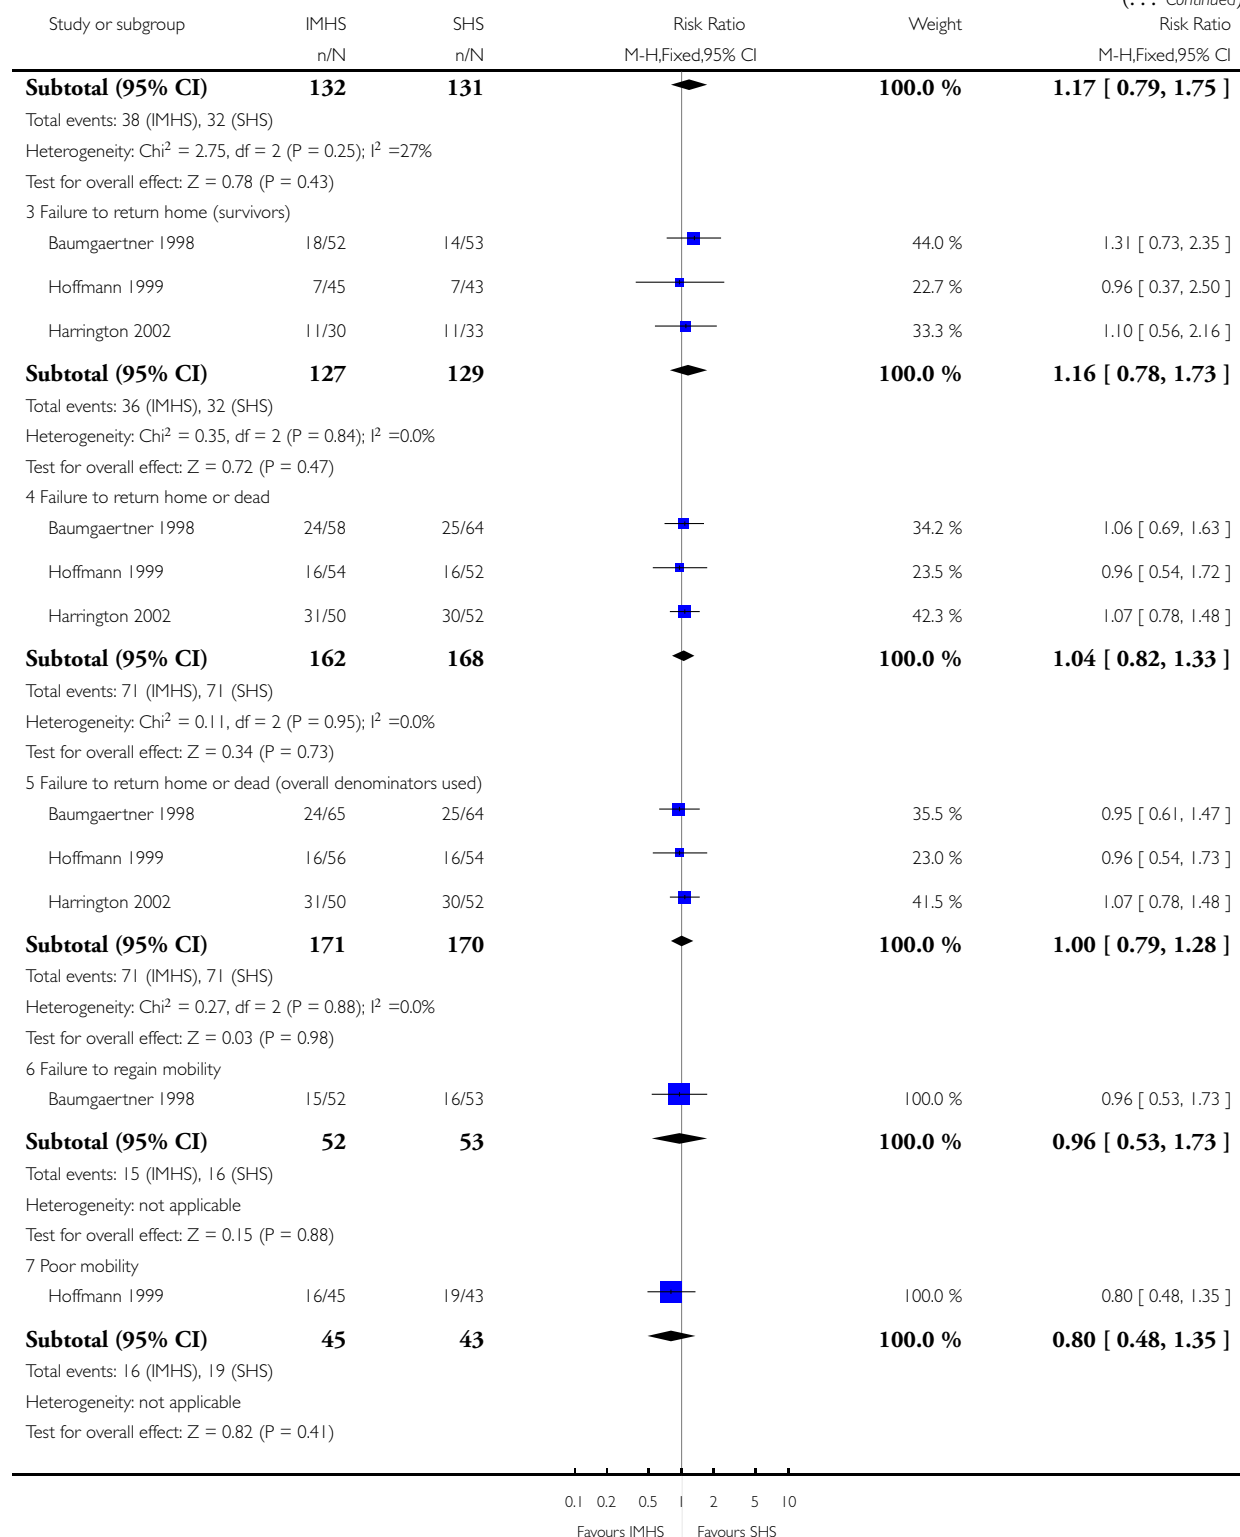 (. . . Continued)
Study or subgroup IMHS SHS Risk Ratio Weight Risk Ratio
n/N n/N M-H,Fixed,95% CI M-H,Fixed,95% CI
Subtotal (95% CI) 132 131 100.0 % 1.17 [ 0.79, 1.75 ]
Total events: 38 (IMHS), 32 (SHS)
Heterogeneity: Chi² = 2.75, df = 2 (P = 0.25); I² =27%
Test for overall effect: Z = 0.78 (P = 0.43)
3 Failure to return home (survivors)
Baumgaertner 1998 18/52 14/53 44.0 % 1.31 [ 0.73, 2.35 ]
Hoffmann 1999 7/45 7/43 22.7 % 0.96 [ 0.37, 2.50 ]
Harrington 2002 11/30 11/33 33.3 % 1.10 [ 0.56, 2.16 ]
Subtotal (95% CI) 127 129 100.0 % 1.16 [ 0.78, 1.73 ]
Total events: 36 (IMHS), 32 (SHS)
Heterogeneity: Chi² = 0.35, df = 2 (P = 0.84); I² =0.0%
Test for overall effect: Z = 0.72 (P = 0.47)
4 Failure to return home or dead
Baumgaertner 1998 24/58 25/64 34.2 % 1.06 [ 0.69, 1.63 ]
Hoffmann 1999 16/54 16/52 23.5 % 0.96 [ 0.54, 1.72 ]
Harrington 2002 31/50 30/52 42.3 % 1.07 [ 0.78, 1.48 ]
Subtotal (95% CI) 162 168 100.0 % 1.04 [ 0.82, 1.33 ]
Total events: 71 (IMHS), 71 (SHS)
Heterogeneity: Chi² = 0.11, df = 2 (P = 0.95); I² =0.0%
Test for overall effect: Z = 0.34 (P = 0.73)
5 Failure to return home or dead (overall denominators used)
Baumgaertner 1998 24/65 25/64 35.5 % 0.95 [ 0.61, 1.47 ]
Hoffmann 1999 16/56 16/54 23.0 % 0.96 [ 0.54, 1.73 ]
Harrington 2002 31/50 30/52 41.5 % 1.07 [ 0.78, 1.48 ]
Subtotal (95% CI) 171 170 100.0 % 1.00 [ 0.79, 1.28 ]
Total events: 71 (IMHS), 71 (SHS)
Heterogeneity: Chi² = 0.27, df = 2 (P = 0.88); I² =0.0%
Test for overall effect: Z = 0.03 (P = 0.98)
6 Failure to regain mobility
Baumgaertner 1998 15/52 16/53 100.0 % 0.96 [ 0.53, 1.73 ]
Subtotal (95% CI) 52 53 100.0 % 0.96 [ 0.53, 1.73 ]
Total events: 15 (IMHS), 16 (SHS)
Heterogeneity: not applicable
Test for overall effect: Z = 0.15 (P = 0.88)
7 Poor mobility
Hoffmann 1999 16/45 19/43 100.0 % 0.80 [ 0.48, 1.35 ]
Subtotal (95% CI) 45 43 100.0 % 0.80 [ 0.48, 1.35 ]
Total events: 16 (IMHS), 19 (SHS)
Heterogeneity: not applicable
Test for overall effect: Z = 0.82 (P = 0.41)
0.1 0.2 0.5 1 2 5 10
Favours IMHS Favours SHS